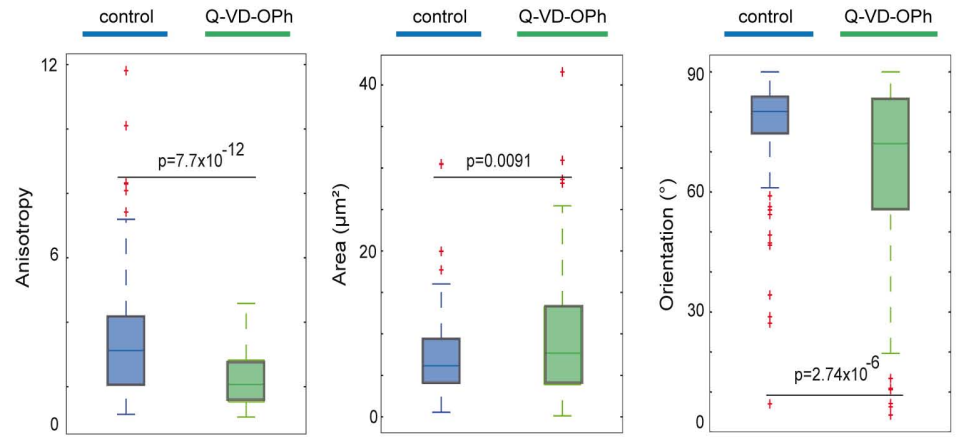 control Q-VD-OPh
12
6
0
Anisotropy
p=7.7x10-12
control Q-VD-OPh
40
20
0
Area (µm²)
p=0.0091
control Q-VD-OPh
90
60
30
0
Orientation (°)
p=2.74x10-6